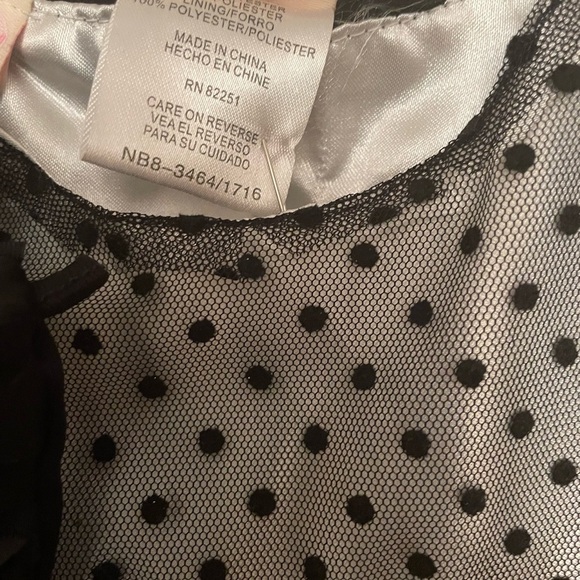 LINING/FORRO
100% POLYESTER/POLIESTER
MADE IN CHINA
HECHO EN CHINE
RN 82251
CARE ON REVERSE
VEA EL REVERSO
PARA SU CUIDADO
NB8-3464/1716